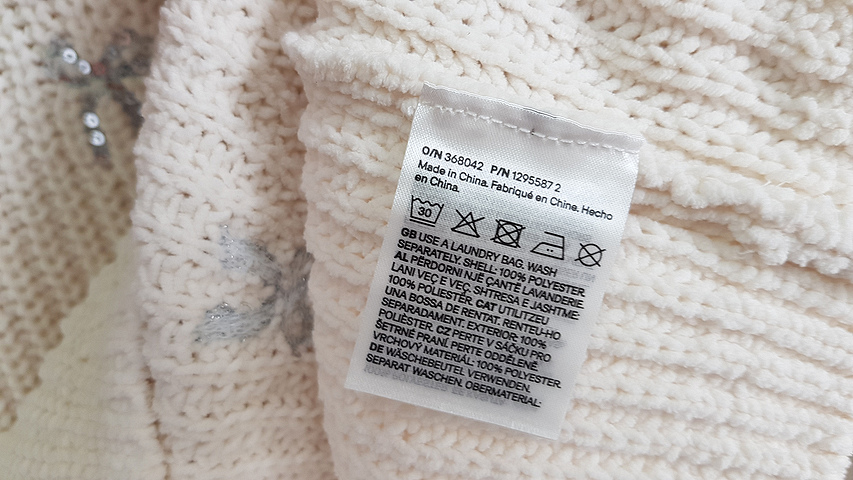 O/N 368042 P/N 1295587 2
Made in China. Fabriqué en Chine. Hecho
en China.
30
GB USE A LAUNDRY BAG. WASH
SEPARATELY. SHELL: 100% POLYESTER.
AL PËRDORNI NJË ÇANTË LAVANDERIE.
LANI VEÇ E VEÇ. SHTRESA E JASHTME:
100% POLIESTËR. CAT UTILITZEU
UNA BOSSA DE RENTAT. RENTEU-HO
SEPARADAMENT. EXTERIOR: 100%
POLIÈSTER. CZ PERTE V SÁČKU PRO
ŠETRNÉ PRANÍ. PERTE ODDĚLENĚ.
VRCHOVÝ MATERIÁL: 100% POLYESTER.
DE WÄSCHEBEUTEL VERWENDEN.
SEPARAT WASCHEN. OBERMATERIAL: